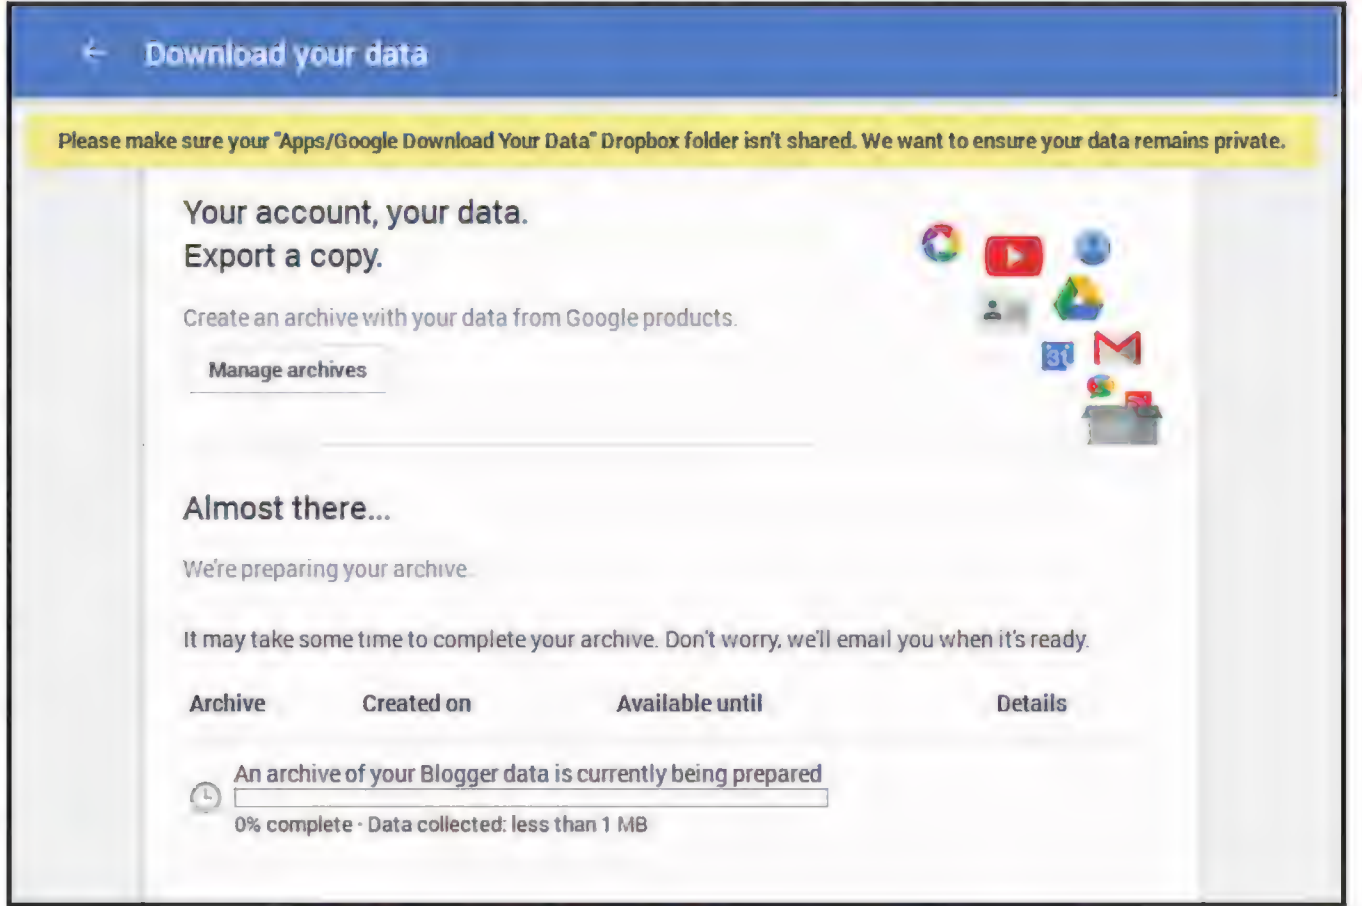 ← Download your data
Please make sure your "Apps/Google Download Your Data" Dropbox folder isn't shared. We want to ensure your data remains private.
Your account, your data.
Export a copy.
Create an archive with your data from Google products.
Manage archives
31
Almost there...
We're preparing your archive.
It may take some time to complete your archive. Don't worry, we'll email you when it's ready.
Archive Created on Available until Details
An archive of your Blogger data is currently being prepared
0% complete · Data collected: less than 1 MB